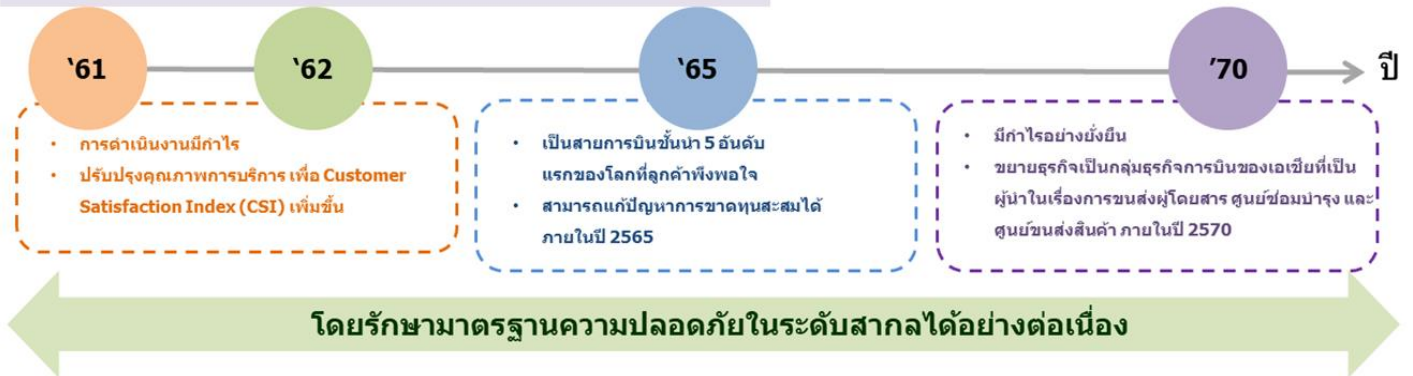 ‘61
‘62
‘65
’70
ปี
• การดำเนินงานมีกำไร
• ปรับปรุงคุณภาพการบริการ เพื่อ Customer
Satisfaction Index (CSI) เพิ่มขึ้น
• เป็นสายการบินชั้นนำ 5 อันดับ
แรกของโลกที่ลูกค้าพึงพอใจ
• สามารถแก้ปัญหาการขาดทุนสะสมได้
ภายในปี 2565
• มีกำไรอย่างยั่งยืน
• ขยายธุรกิจเป็นกลุ่มธุรกิจการบินของเอเชียที่เป็น
ผู้นำในเรื่องการขนส่งผู้โดยสาร ศูนย์ซ่อมบำรุง และ
ศูนย์ขนส่งสินค้า ภายในปี 2570
โดยรักษามาตรฐานความปลอดภัยในระดับสากลได้อย่างต่อเนื่อง